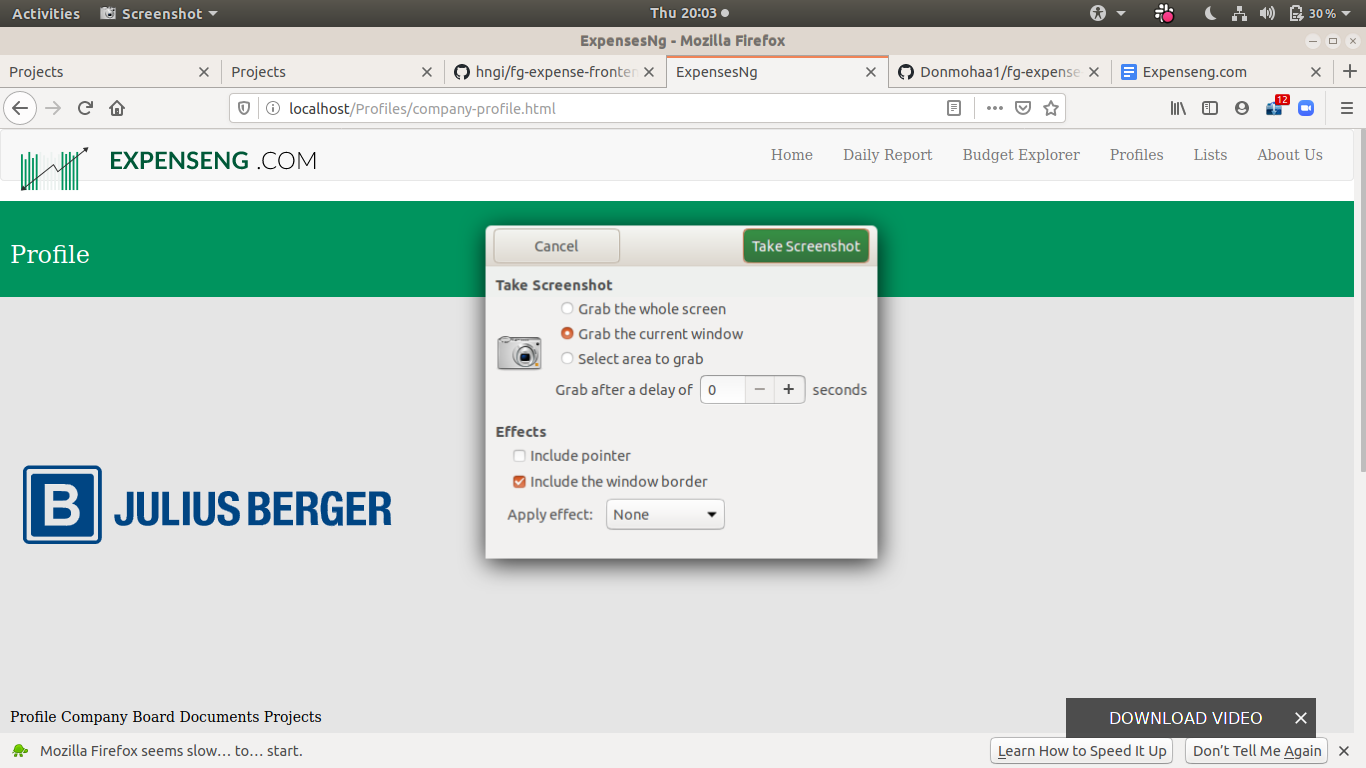 Activities Screenshot Thu 20:03 30 %
ExpensesNg - Mozilla Firefox
Projects Projects hngi/fg-expense-fronten ExpensesNg Donmohaa1/fg-expense Expenseng.com
localhost/Profiles/company-profile.html 12
EXPENSENG .COM Home Daily Report Budget Explorer Profiles Lists About Us
Profile
Cancel Take Screenshot
Take Screenshot
Grab the whole screen
Grab the current window
Select area to grab
Grab after a delay of 0 seconds
Effects
Include pointer
Include the window border
Apply effect: None
B JULIUS BERGER
Profile Company Board Documents Projects
DOWNLOAD VIDEO
Mozilla Firefox seems slow… to… start. Learn How to Speed It Up Don’t Tell Me Again